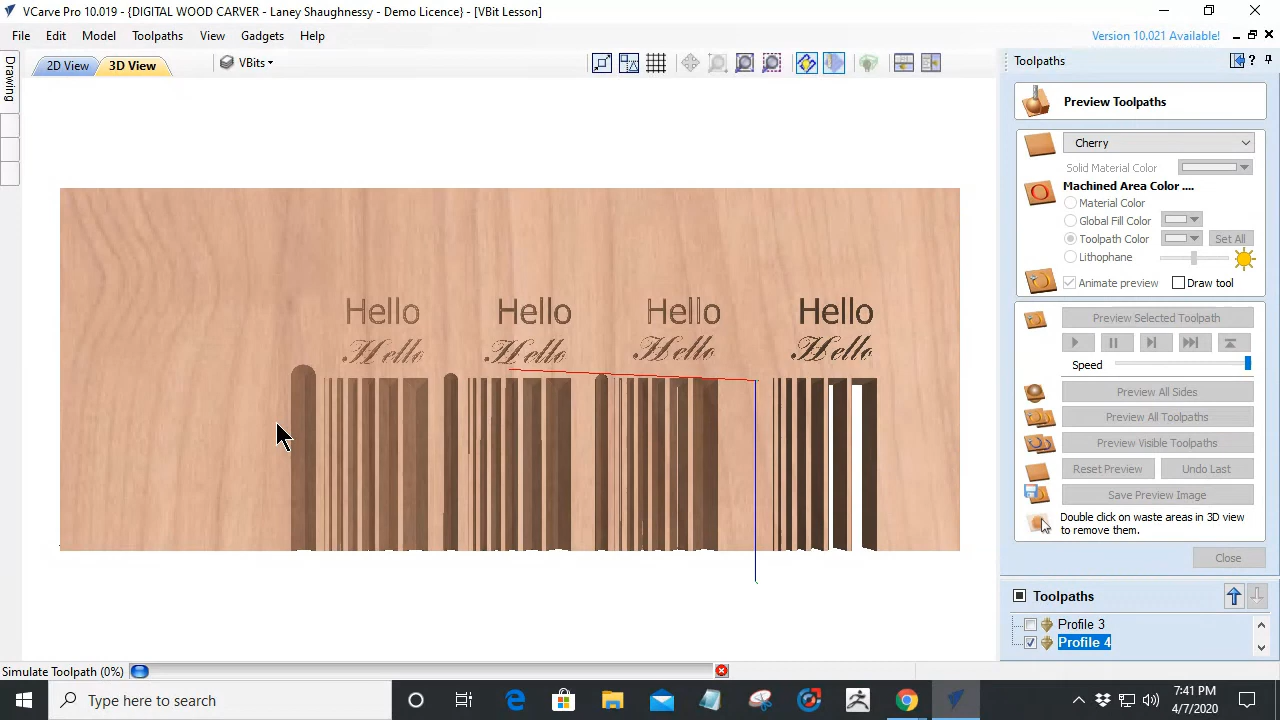 VCarve Pro 10.019 - {DIGITAL WOOD CARVER - Laney Shaughnessy - Demo Licence} - [VBit Lesson]
File Edit Model Toolpaths View Gadgets Help
Version 10.021 Available!
Drawing
2D View 3D View VBits
Toolpaths
Preview Toolpaths
Cherry
Solid Material Color
Machined Area Color ....
Material Color
Global Fill Color
Toolpath Color Set All
Lithophane
Animate preview Draw tool
Preview Selected Toolpath
Speed
Preview All Sides
Preview All Toolpaths
Preview Visible Toolpaths
Reset Preview Undo Last
Save Preview Image
Double click on waste areas in 3D view
to remove them.
Close
Hello Hello Hello Hello
Hello Hello Hello Hello
Toolpaths
Profile 3
Profile 4
Simulate Toolpath (0%)
Type here to search
7:41 PM
4/7/2020